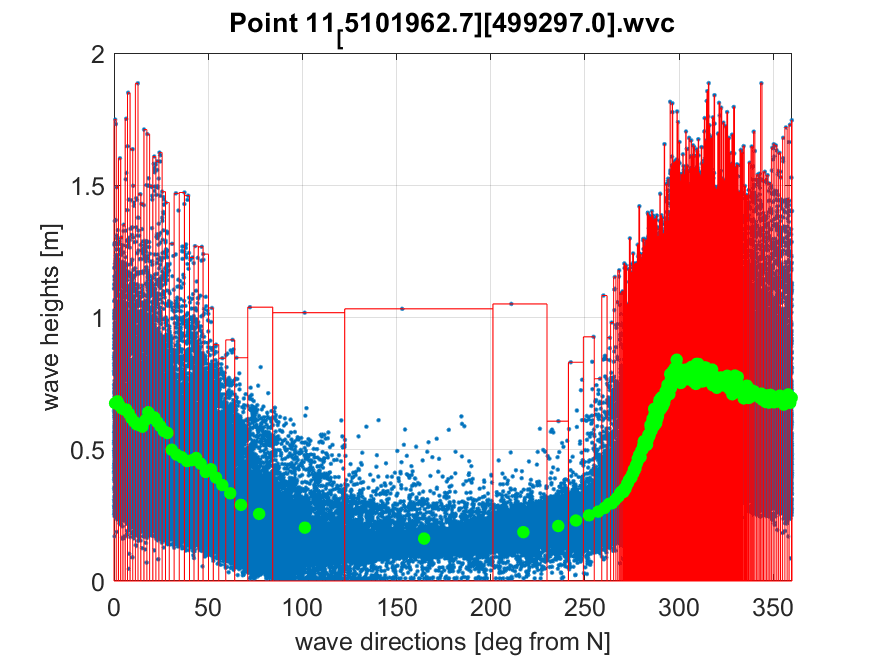 Point 11[5101962.7][499297.0].wvc
2
1.5
1
0.5
0
0 50 100 150 200 250 300 350
wave heights [m]
wave directions [deg from N]